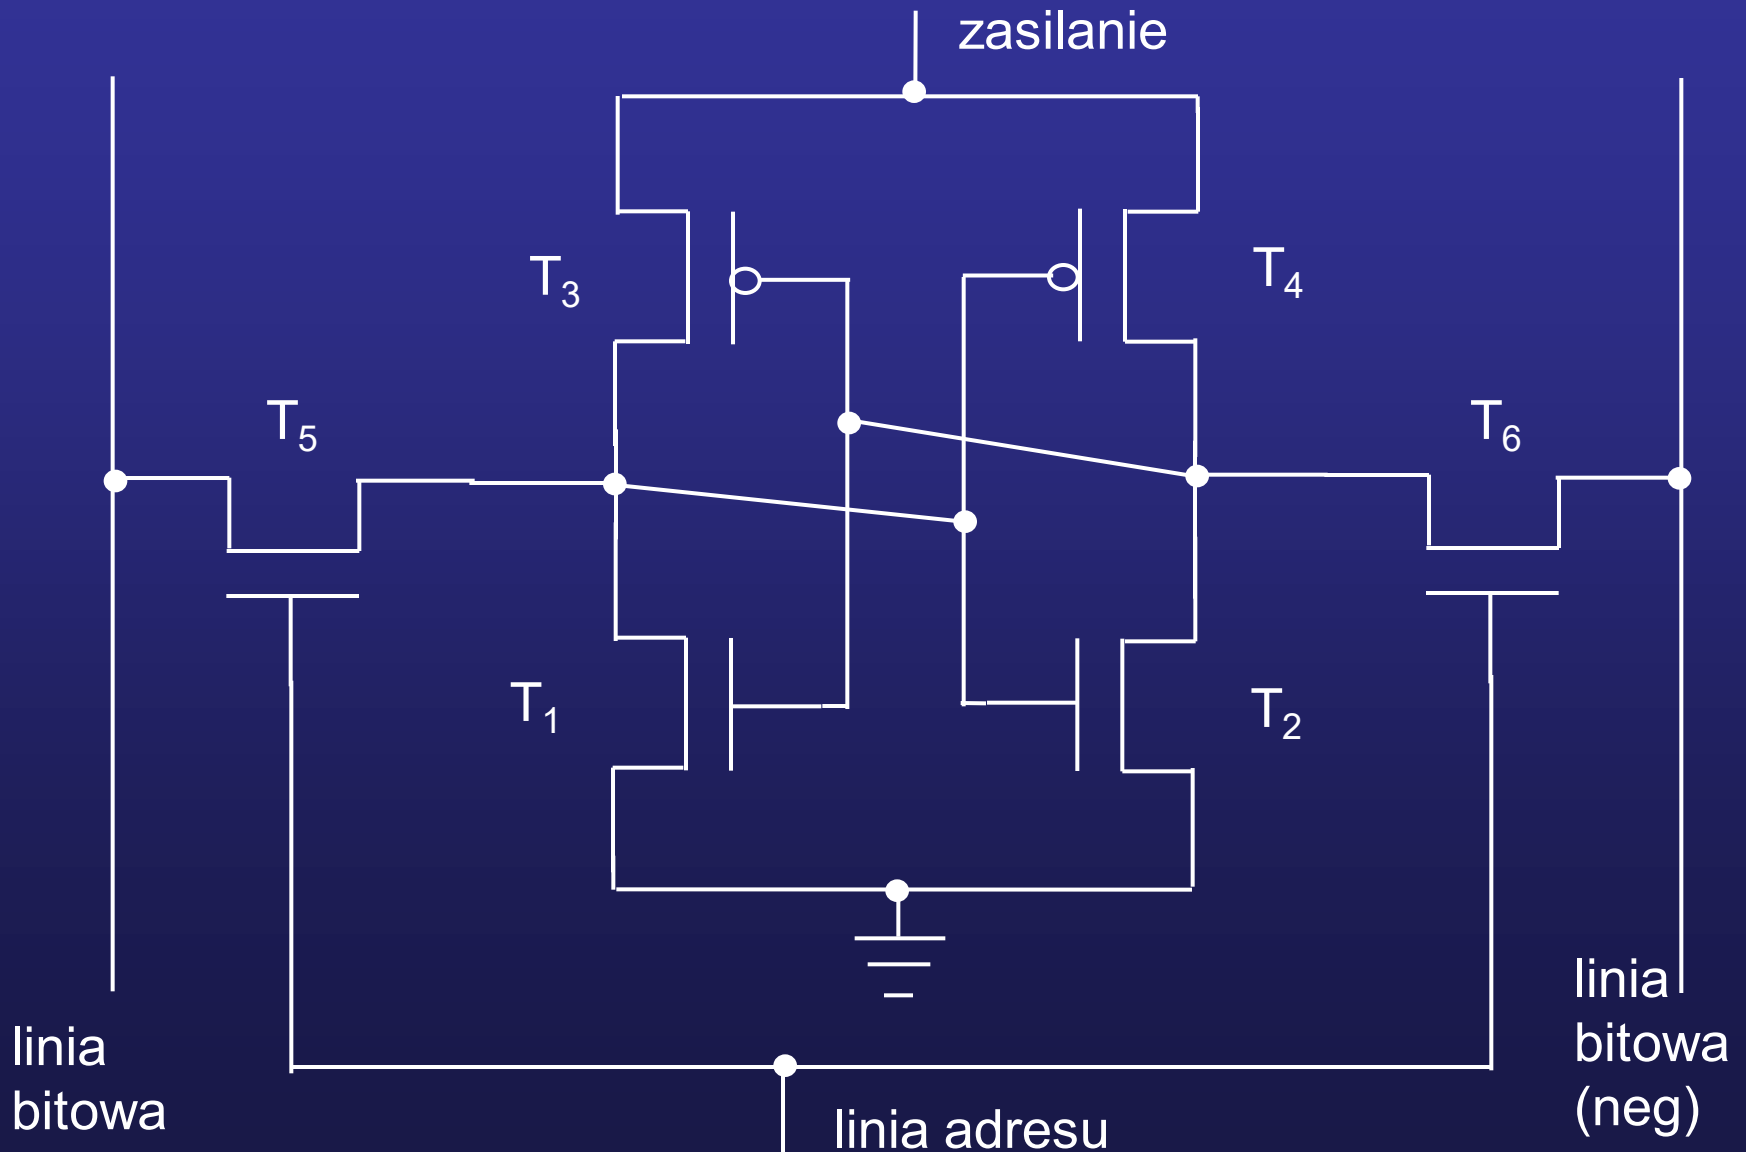 zasilanie
T3
T4
T5
T6
T1
T2
linia
bitowa
linia
bitowa
(neg)
linia adresu